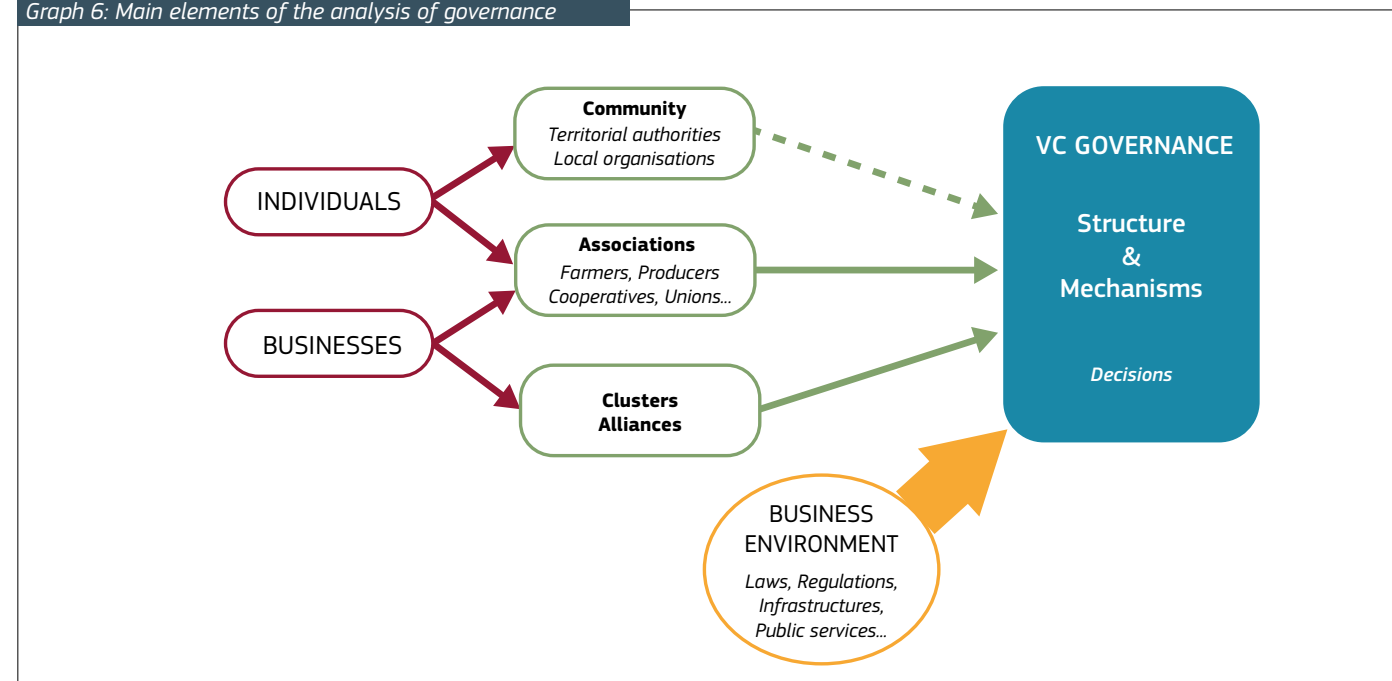 Graph 6: Main elements of the analysis of governance
Community
Territorial authorities
Local organisations
VC GOVERNANCE
INDIVIDUALS
Structure
&
Mechanisms
Associations
Farmers, Producers
Cooperatives, Unions...
BUSINESSES
Decisions
Clusters
Alliances
BUSINESS
ENVIRONMENT
Laws, Regulations,
Infrastructures,
Public services...